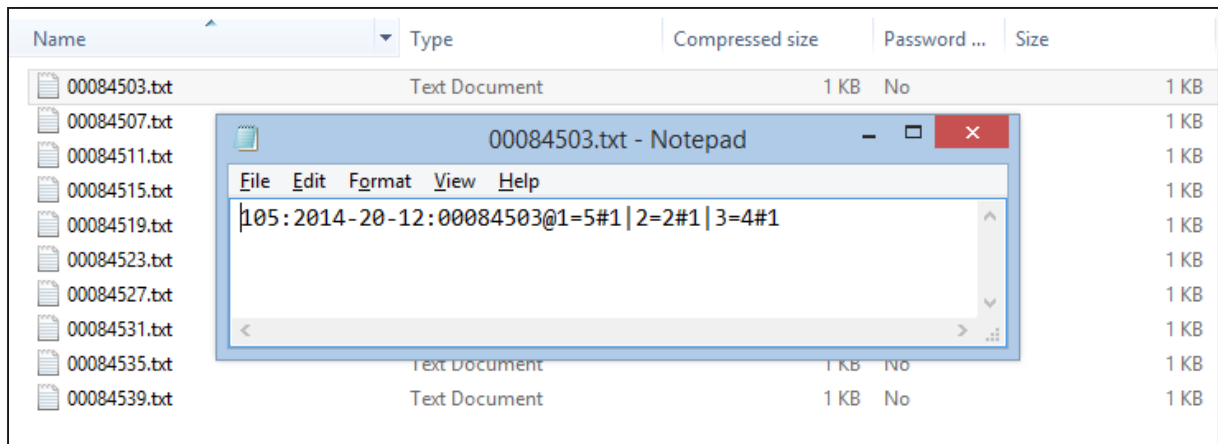 Name Type Compressed size Password ... Size
00084503.txt Text Document 1 KB No 1 KB
00084507.txt 1 KB
00084511.txt 1 KB
00084515.txt 1 KB
00084519.txt 1 KB
00084523.txt 1 KB
00084527.txt 1 KB
00084531.txt 1 KB
00084535.txt Text Document 1 KB No 1 KB
00084539.txt Text Document 1 KB No 1 KB
00084503.txt - Notepad
File Edit Format View Help
105:2014-20-12:00084503@1=5#1|2=2#1|3=4#1